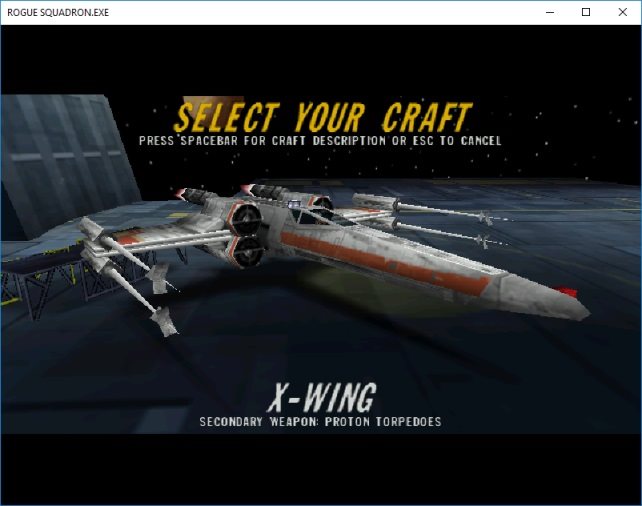 ROGUE SQUADRON.EXE
SELECT YOUR CRAFT
PRESS SPACEBAR FOR CRAFT DESCRIPTION OR ESC TO CANCEL
X-WING
SECONDARY WEAPON: PROTON TORPEDOES